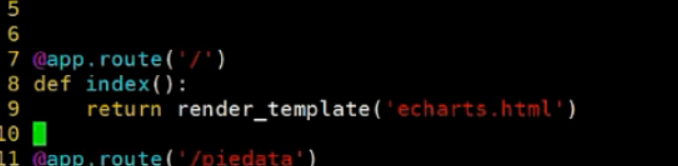 5
6
7 @app.route('/')
8 def index():
9     return render_template('echarts.html')
10
11 @app.route('/piedata')